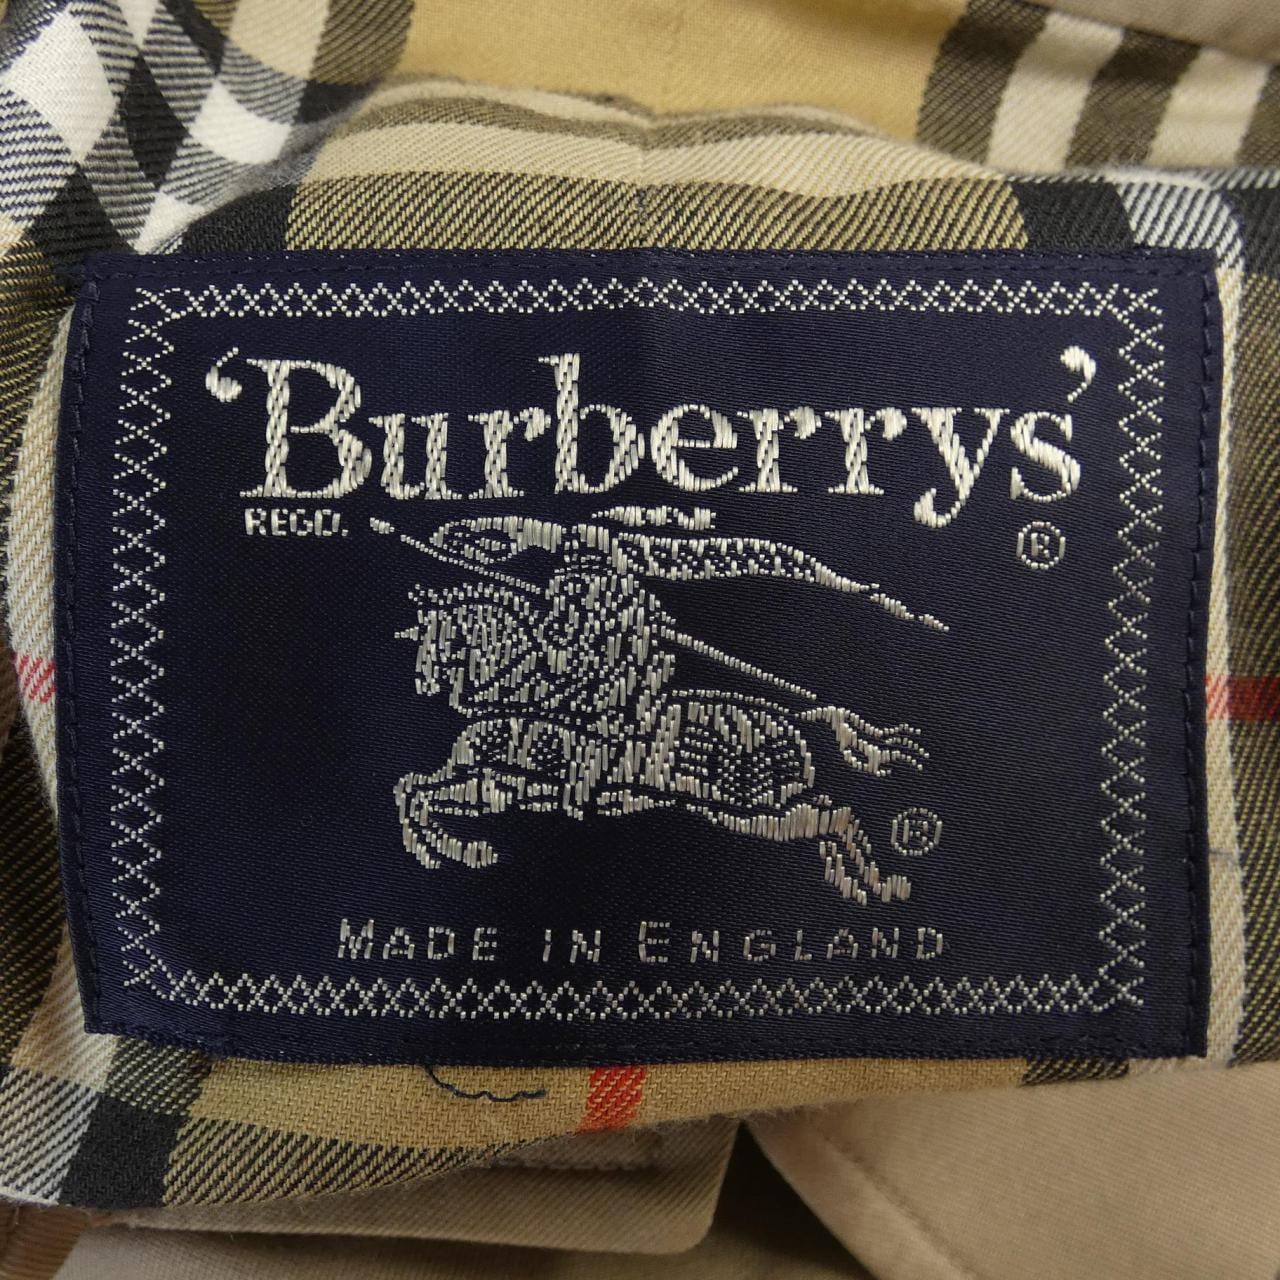 ‘Burberrys’
REGD. ®
®
MADE IN ENGLAND